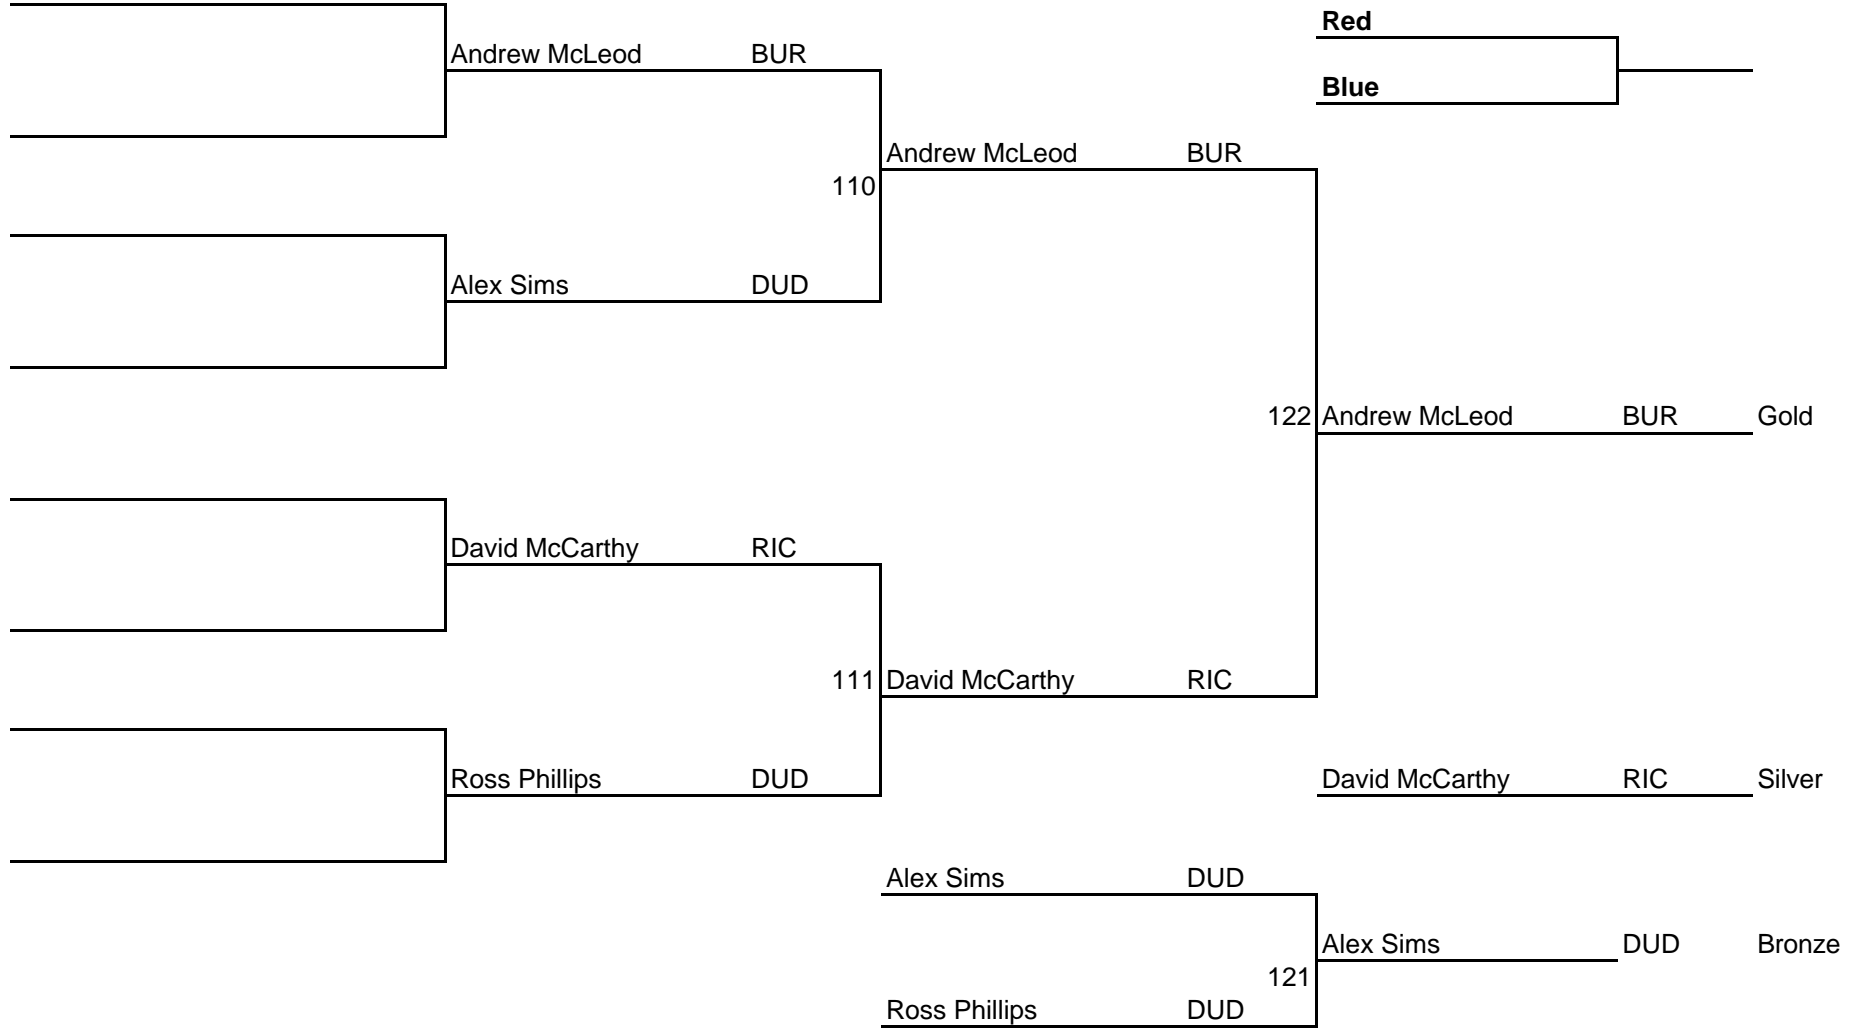 Red
Andrew McLeod BUR
Blue
Andrew McLeod BUR
110
Alex Sims DUD
122 Andrew McLeod BUR Gold
David McCarthy RIC
111 David McCarthy RIC
Ross Phillips DUD
David McCarthy RIC Silver
Alex Sims DUD
Alex Sims DUD Bronze
121
Ross Phillips DUD